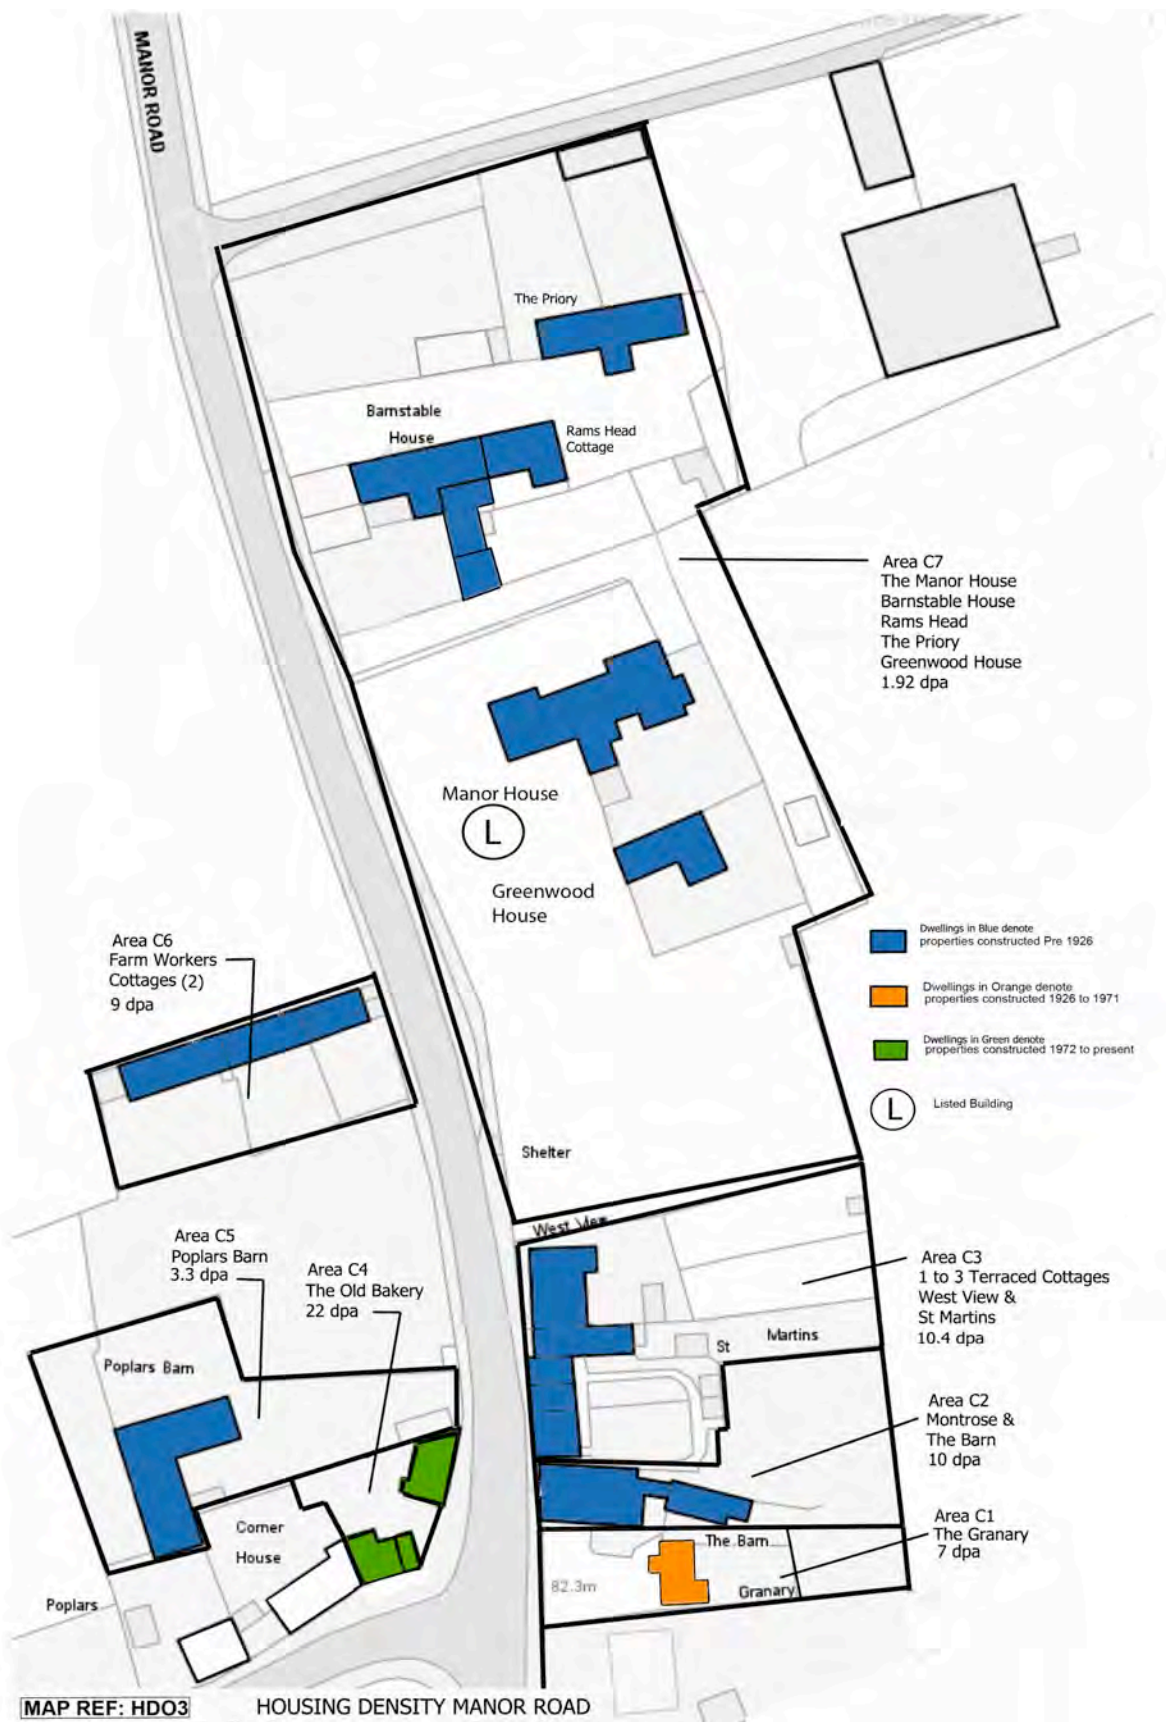 MANOR ROAD
The Priory
Barnstable
House
Rams Head
Cottage
Area C7
The Manor House
Barnstable House
Rams Head
The Priory
Greenwood House
1.92 dpa
Manor House
L
Greenwood
House
Dwellings in Blue denote
properties constructed Pre 1926
Dwellings in Orange denote
properties constructed 1926 to 1971
Dwellings in Green denote
properties constructed 1972 to present
L
Listed Building
Area C6
Farm Workers
Cottages (2)
9 dpa
Shelter
West View
Area C5
Poplars Barn
3.3 dpa
Area C4
The Old Bakery
22 dpa
Area C3
1 to 3 Terraced Cottages
West View &
St Martins
10.4 dpa
St Martins
Poplars Barn
Area C2
Montrose &
The Barn
10 dpa
Corner
House
Area C1
The Granary
7 dpa
The Barn
82.3m
Granary
Poplars
MAP REF: HDO3
HOUSING DENSITY MANOR ROAD